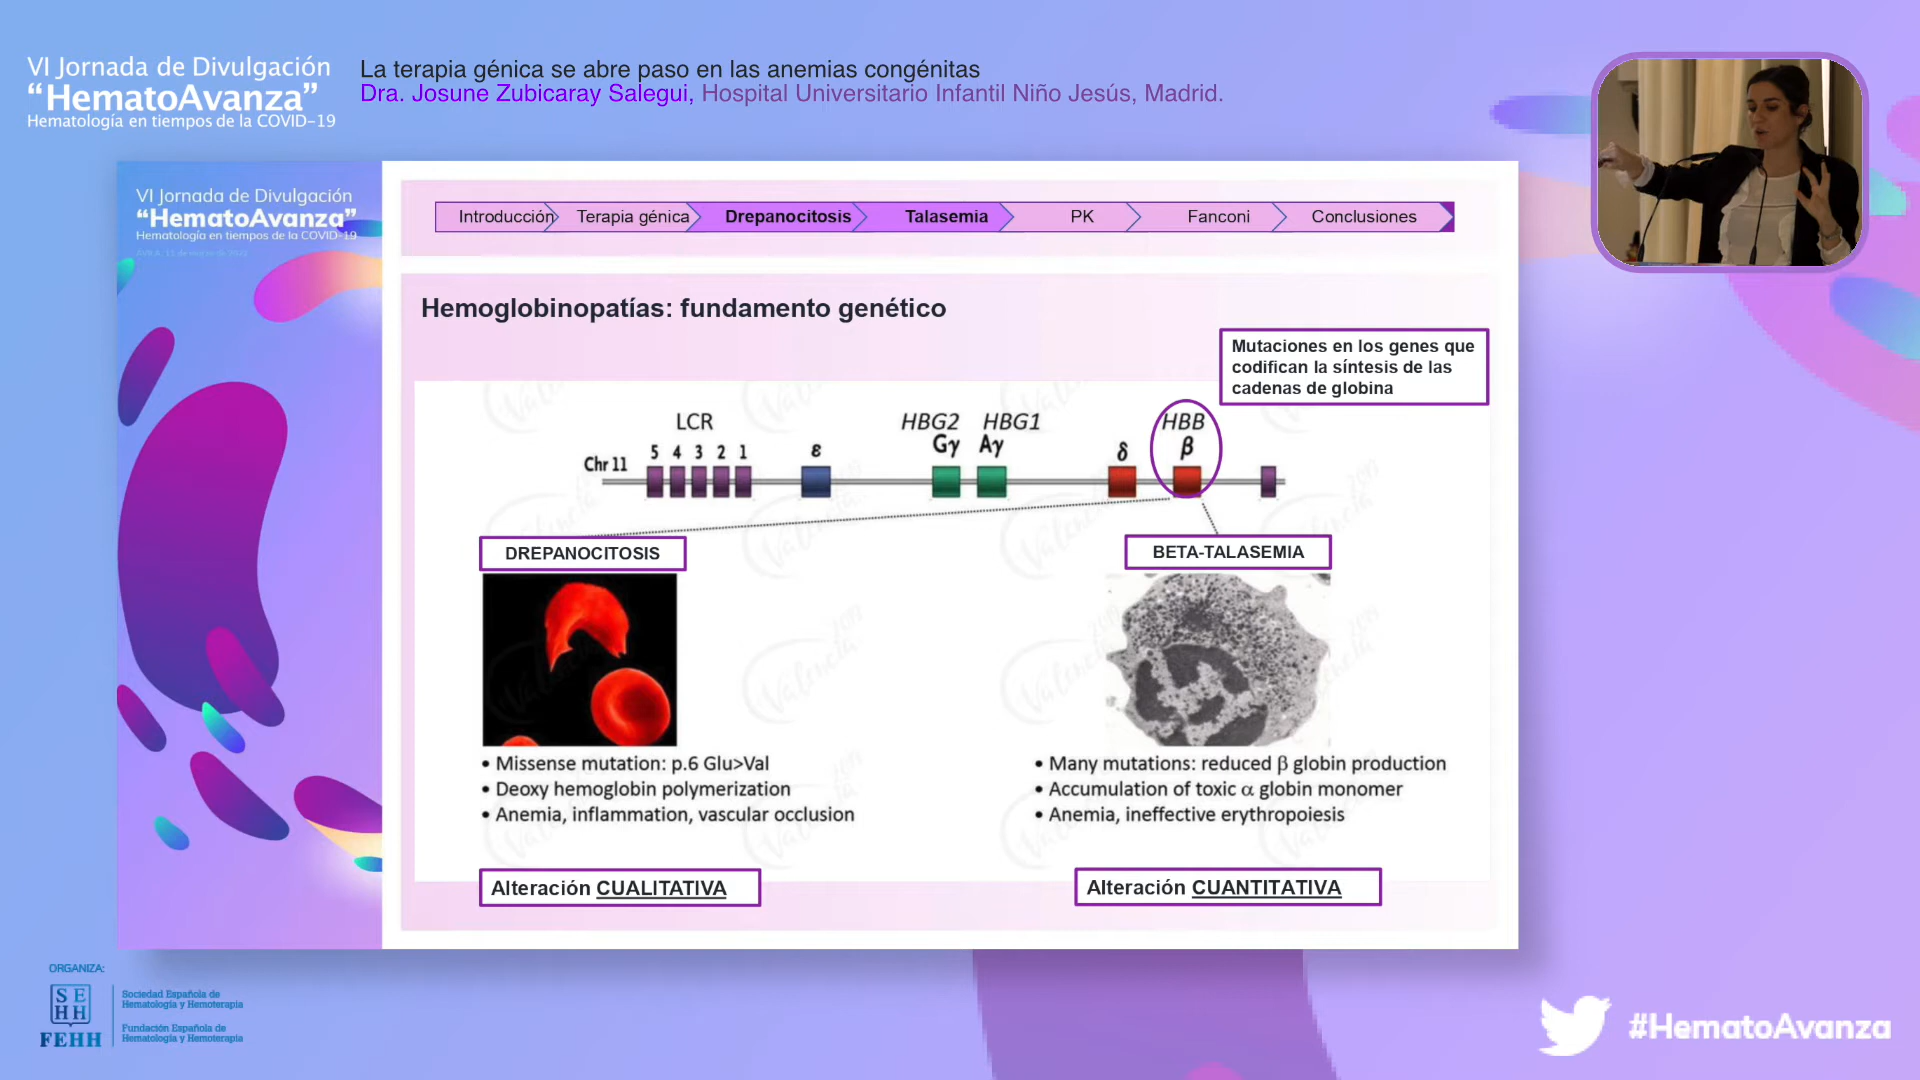 VI Jornada de Divulgación
“HematoAvanza”
Hematología en tiempos de la COVID-19
La terapia génica se abre paso en las anemias congénitas
Dra. Josune Zubicaray Salegui, Hospital Universitario Infantil Niño Jesús, Madrid.
VI Jornada de Divulgación
“HematoAvanza”
Hematología en tiempos de la COVID-19
Introducción Terapia génica Drepanocitosis Talasemia PK Fanconi Conclusiones
Hemoglobinopatías: fundamento genético
Mutaciones en los genes que
codifican la síntesis de las
cadenas de globina
LCR HBG2 HBG1 HBB
5 4 3 2 1 ε Gγ Aγ δ β
Chr 11
DREPANOCITOSIS
BETA-TALASEMIA
• Missense mutation: p.6 Glu>Val
• Deoxy hemoglobin polymerization
• Anemia, inflammation, vascular occlusion
• Many mutations: reduced β globin production
• Accumulation of toxic α globin monomer
• Anemia, ineffective erythropoiesis
Valencia 2019
Alteración CUALITATIVA
Alteración CUANTITATIVA
ORGANIZA:
SE
HH
FEHH
Sociedad Española de
Hematología y Hemoterapia
Fundación Española de
Hematología y Hemoterapia
#HematoAvanza